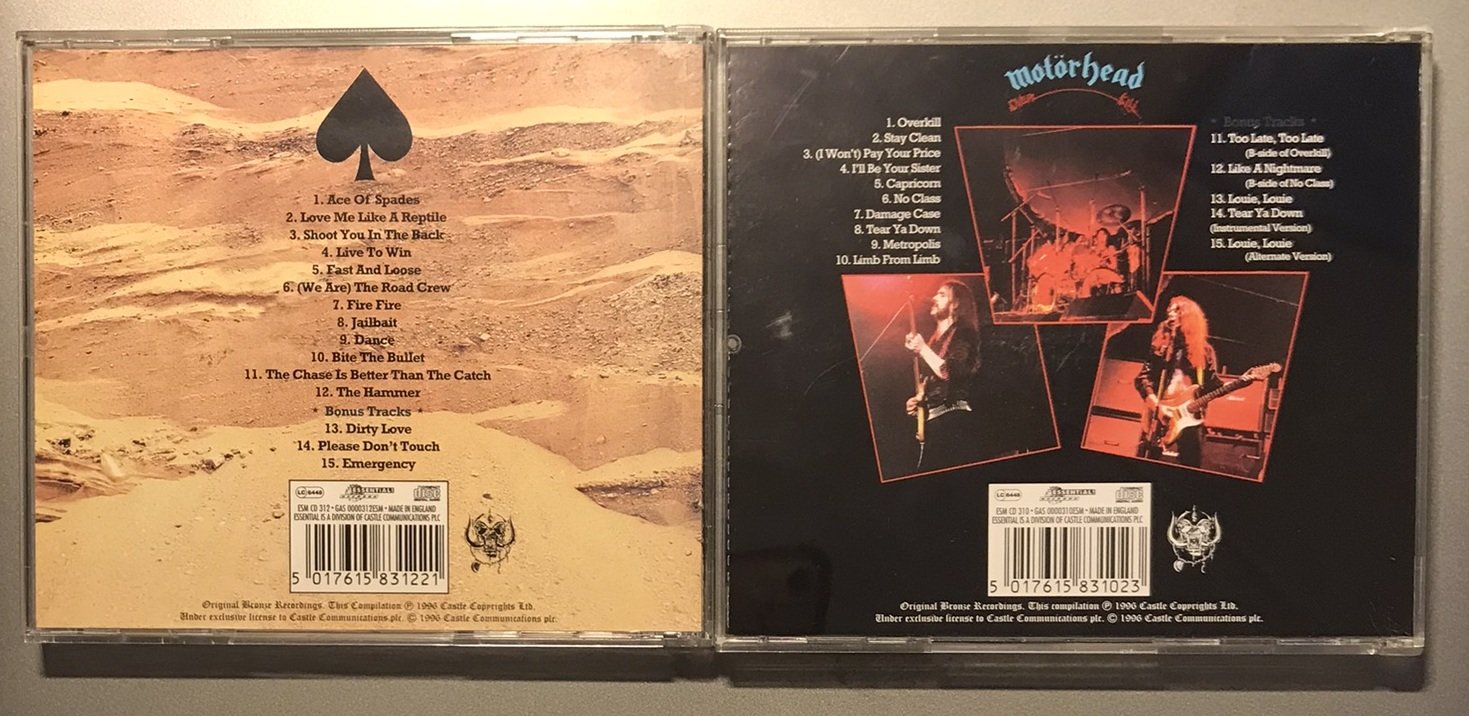 1. Ace Of Spades
2. Love Me Like A Reptile
3. Shoot You In The Back
4. Live To Win
5. Fast And Loose
6. (We Are) The Road Crew
7. Fire Fire
8. Jailbait
9. Dance
10. Bite The Bullet
11. The Chase Is Better Than The Catch
12. The Hammer
* Bonus Tracks *
13. Dirty Love
14. Please Don't Touch
15. Emergency
LC 6448
ESSENTIAL!
disc
ESM CD 312 • GAS 0000312ESM • MADE IN ENGLAND
ESSENTIAL IS A DIVISION OF CASTLE COMMUNICATIONS PLC
5 017615 831221
Original Bronze Recordings. This Compilation ℗ 1996 Castle Copyrights Ltd.
Under exclusive license to Castle Communications plc. © 1996 Castle Communications plc.
motörhead
1. Overkill
2. Stay Clean
3. (I Won't) Pay Your Price
4. I'll Be Your Sister
5. Capricorn
6. No Class
7. Damage Case
8. Tear Ya Down
9. Metropolis
10. Limb From Limb
* Bonus Tracks *
11. Too Late, Too Late
(B-side of Overkill)
12. Like A Nightmare
(B-side of No Class)
13. Louie, Louie
14. Tear Ya Down
(Instrumental Version)
15. Louie, Louie
(Alternate Version)
LC 6448
ESSENTIAL!
disc
ESM CD 310 • GAS 0000310ESM • MADE IN ENGLAND
ESSENTIAL IS A DIVISION OF CASTLE COMMUNICATIONS PLC
5 017615 831023
Original Bronze Recordings. This compilation ℗ 1996 Castle Copyrights Ltd.
Under exclusive license to Castle Communications plc. © 1996 Castle Communications plc.